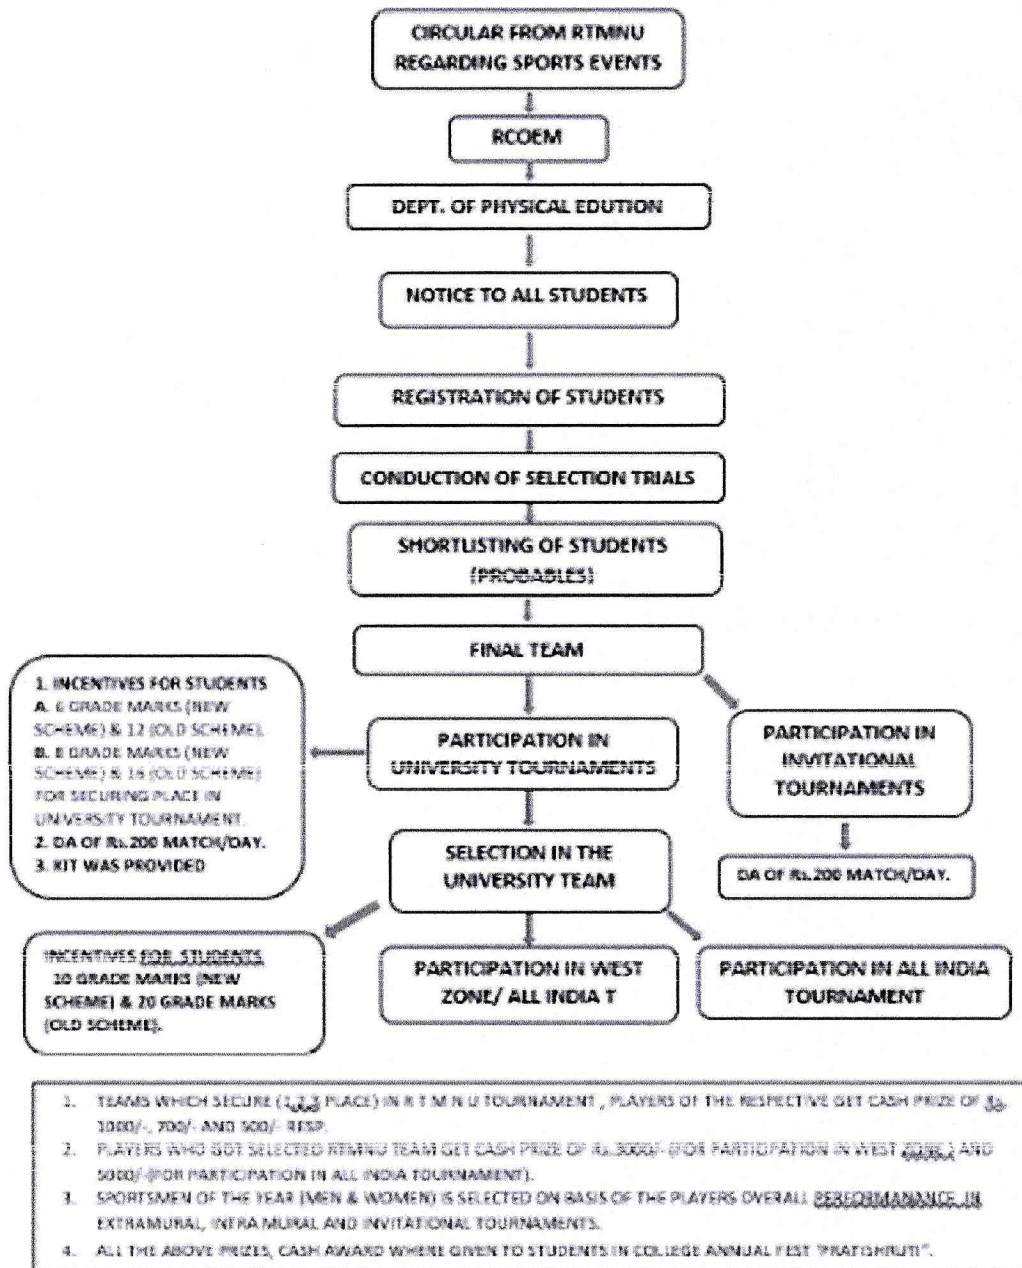 CIRCULAR FROM RTMNU
REGARDING SPORTS EVENTS
RCOEM
DEPT. OF PHYSICAL EDUTION
NOTICE TO ALL STUDENTS
REGISTRATION OF STUDENTS
CONDUCTION OF SELECTION TRIALS
SHORTLISTING OF STUDENTS
(PROBABLES)
FINAL TEAM
1. INCENTIVES FOR STUDENTS
A. 6 GRADE MARKS (NEW
SCHEME) & 12 (OLD SCHEME).
B. 8 GRADE MARKS (NEW
SCHEME) & 16 (OLD SCHEME)
FOR SECURING PLACE IN
UNIVERSITY TOURNAMENT.
2. DA OF Rs.200 MATCH/DAY.
3. KIT WAS PROVIDED
PARTICIPATION IN
UNIVERSITY TOURNAMENTS
PARTICIPATION IN
INVITATIONAL
TOURNAMENTS
SELECTION IN THE
UNIVERSITY TEAM
DA OF Rs.200 MATCH/DAY.
INCENTIVES FOR STUDENTS
10 GRADE MARKS (NEW
SCHEME) & 20 GRADE MARKS
(OLD SCHEME).
PARTICIPATION IN WEST
ZONE/ ALL INDIA T
PARTICIPATION IN ALL INDIA
TOURNAMENT
1. TEAMS WHICH SECURE (1,2,3 PLACE) IN R T M N U TOURNAMENT , PLAYERS OF THE RESPECTIVE GET CASH PRIZE OF Rs.
1000/-, 700/- AND 500/- RESP.
2. PLAYERS WHO GOT SELECTED RTMNU TEAM GET CASH PRIZE OF Rs.3000/- (FOR PARTICIPATION IN WEST ZONE ) AND
5000/-(FOR PARTICIPATION IN ALL INDIA TOURNAMENT).
3. SPORTSMEN OF THE YEAR (MEN & WOMEN) IS SELECTED ON BASIS OF THE PLAYERS OVERALL PERFORMANANCE IN
EXTRAMURAL, INTRA MURAL AND INVITATIONAL TOURNAMENTS.
4. ALL THE ABOVE PRIZES, CASH AWARD WHERE GIVEN TO STUDENTS IN COLLEGE ANNUAL FEST "PRATISHRUTI".